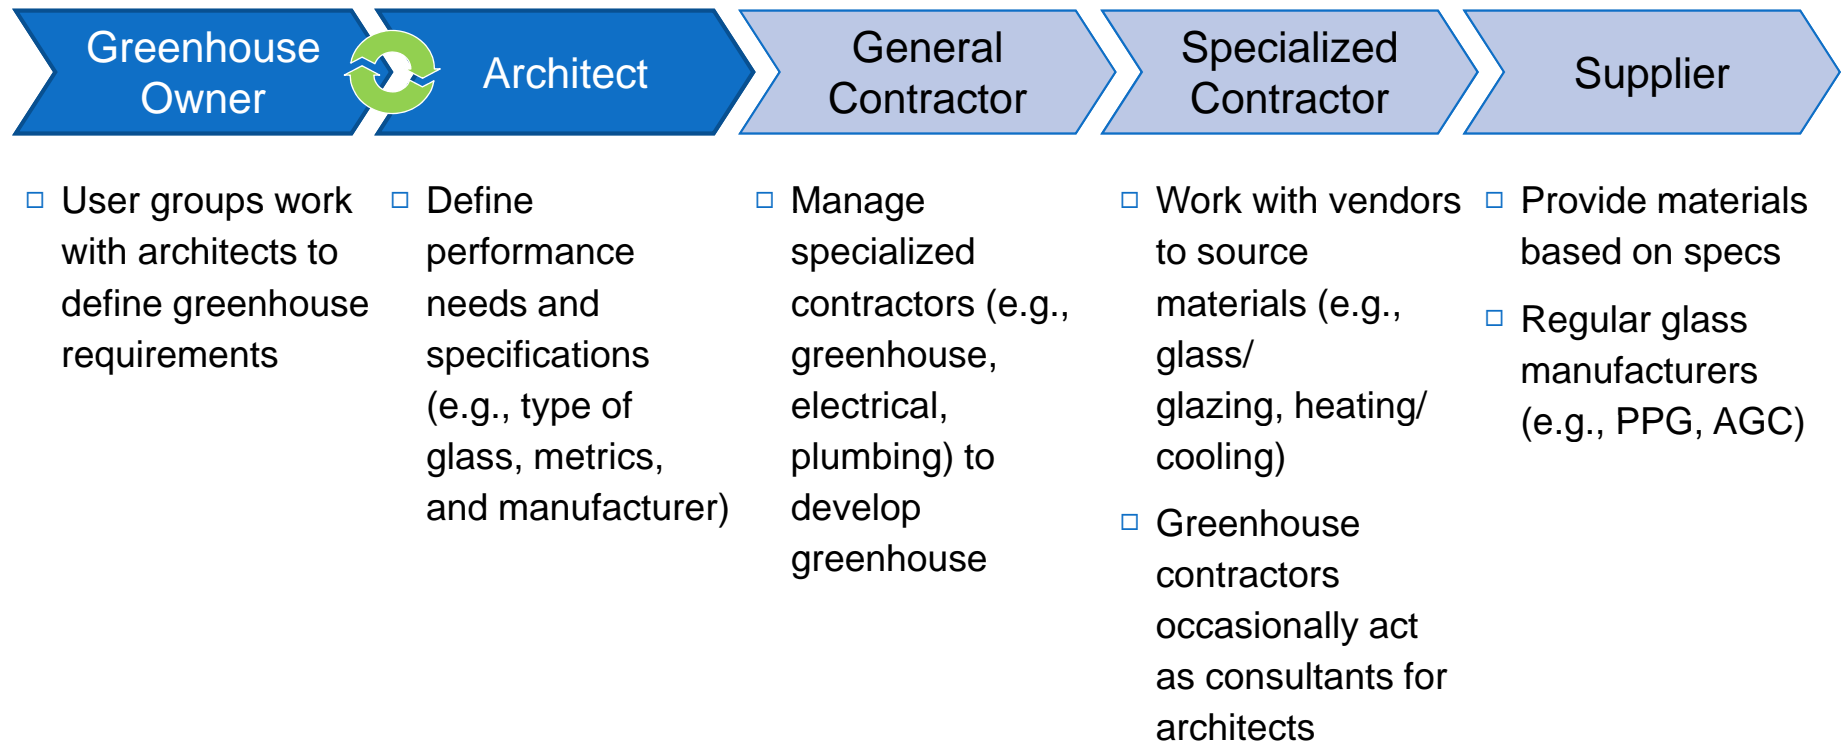 Greenhouse
Owner
Architect
General
Contractor
Specialized
Contractor
Supplier
User groups work
with architects to
define greenhouse
requirements
Define
performance
needs and
specifications
(e.g., type of
glass, metrics,
and manufacturer)
Manage
specialized
contractors (e.g.,
greenhouse,
electrical,
plumbing) to
develop
greenhouse
Work with vendors
to source
materials (e.g.,
glass/
glazing, heating/
cooling)
Greenhouse
contractors
occasionally act
as consultants for
architects
Provide materials
based on specs
Regular glass
manufacturers
(e.g., PPG, AGC)